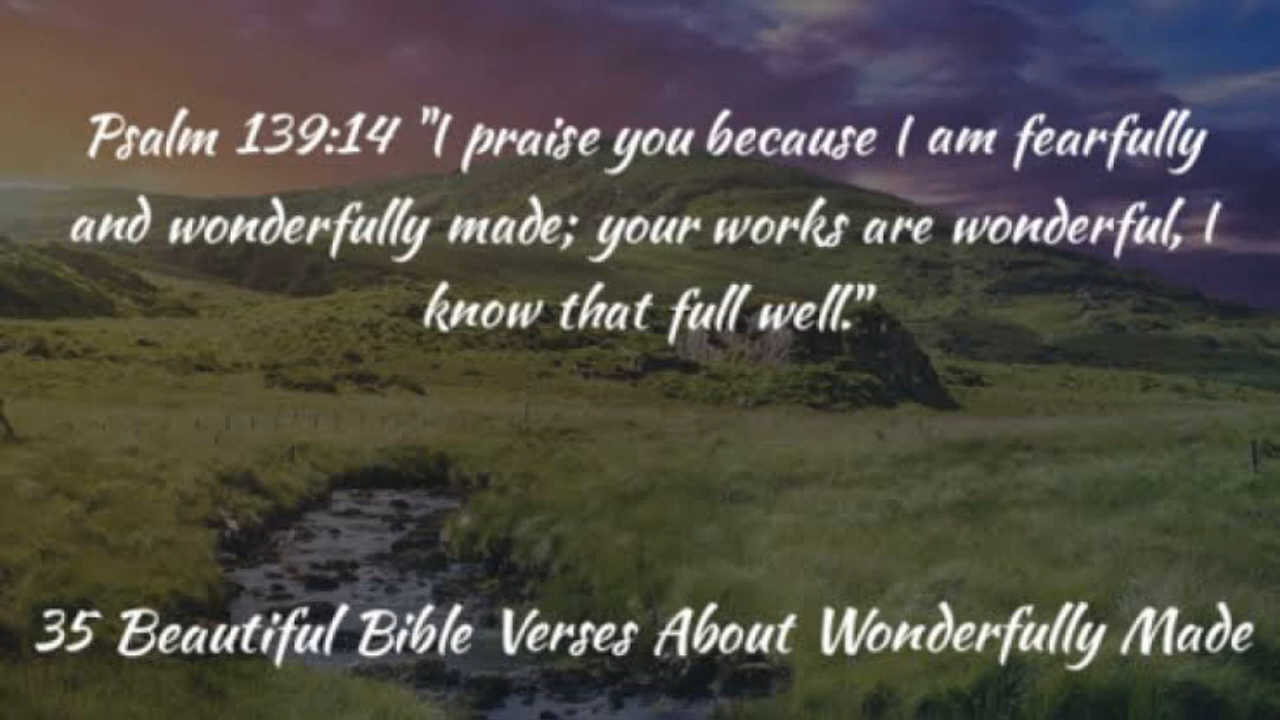 Psalm 139:14 "I praise you because I am fearfully
and wonderfully made; your works are wonderful, I
know that full well."
35 Beautiful Bible Verses About Wonderfully Made